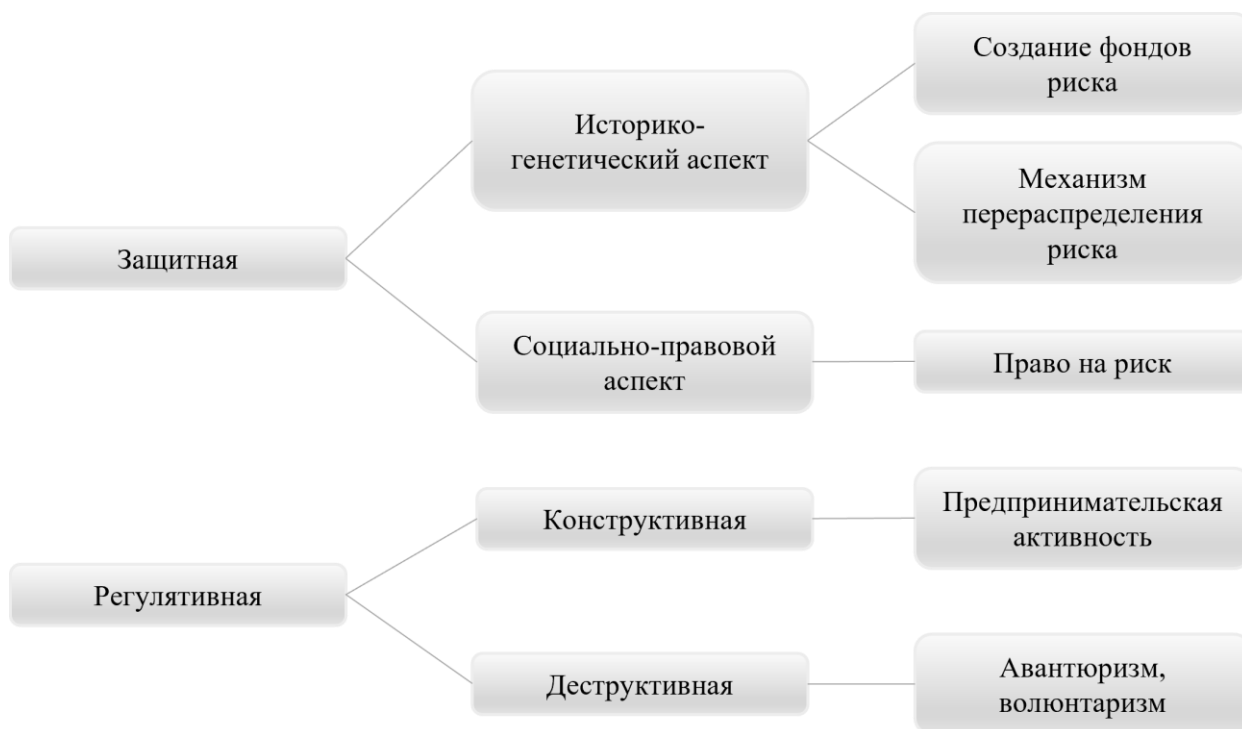 Защитная
Историко-
генетический аспект
Создание фондов
риска
Механизм
перераспределения
риска
Социально-правовой
аспект
Право на риск
Регулятивная
Конструктивная
Предпринимательская
активность
Деструктивная
Авантюризм,
волюнтаризм